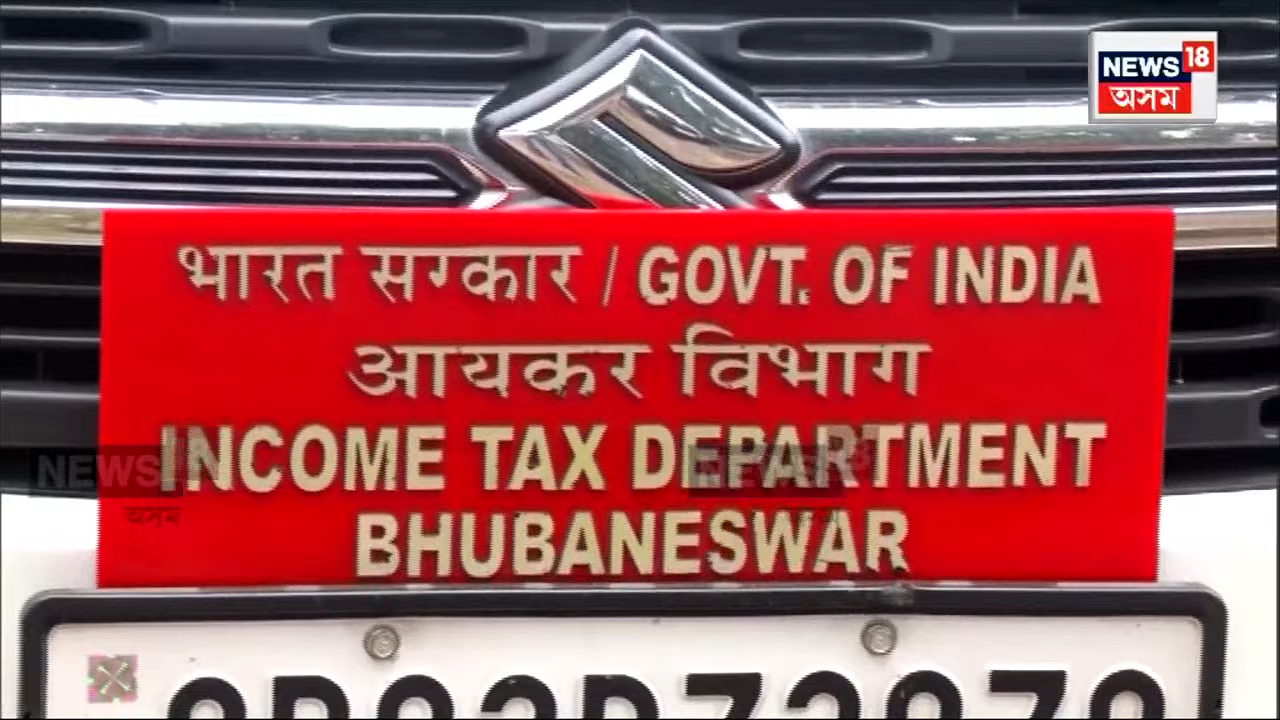 NEWS 18
অসম
भारत सरकार / GOVT. OF INDIA
आयकर विभाग
INCOME TAX DEPARTMENT
BHUBANESWAR